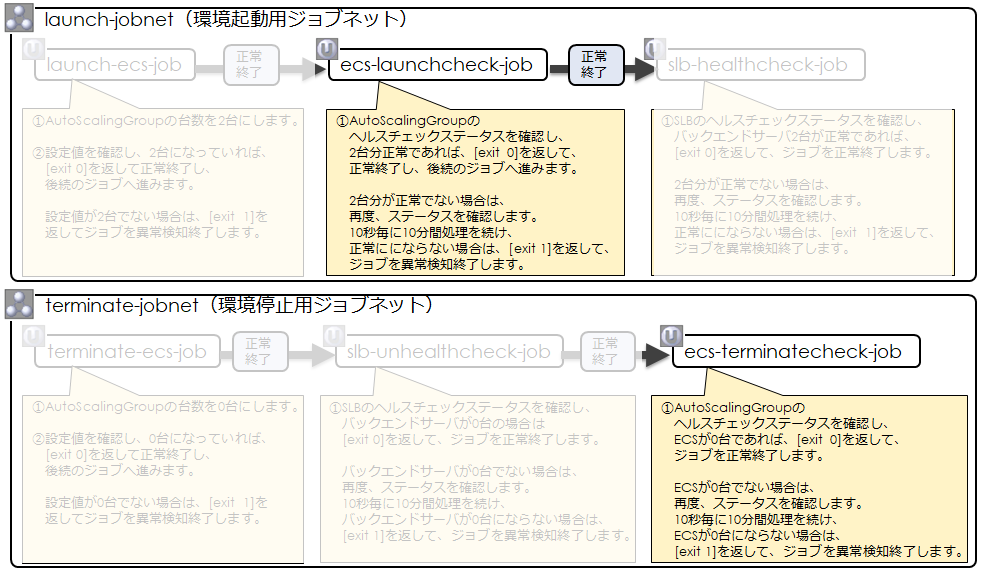 launch-jobnet（環境起動用ジョブネット）
launch-ecs-job
正常
終了
ecs-launchcheck-job
正常
終了
slb-healthcheck-job
①AutoScalingGroupの台数を2台にします。
②設定値を確認し、2台になっていれば、
[exit 0]を返して正常終了し、
後続のジョブへ進みます。
設定値が2台でない場合は、[exit 1]を
返してジョブを異常検知終了します。
①AutoScalingGroupの
ヘルスチェックステータスを確認し、
2台分正常であれば、[exit 0]を返して、
正常終了し、後続のジョブへ進みます。
2台分が正常でない場合は、
再度、ステータスを確認します。
10秒毎に10分間処理を続け、
正常ににならない場合は、[exit 1]を返して、
ジョブを異常検知終了します。
①SLBのヘルスチェックステータスを確認し、
バックエンドサーバ2台が正常であれば、
[exit 0]を返して、ジョブを正常終了します。
2台分が正常でない場合は、
再度、ステータスを確認します。
10秒毎に10分間処理を続け、
正常ににならない場合は、[exit 1]を返して、
ジョブを異常検知終了します。
terminate-jobnet（環境停止用ジョブネット）
terminate-ecs-job
正常
終了
slb-unhealthcheck-job
正常
終了
ecs-terminatecheck-job
①AutoScalingGroupの台数を0台にします。
②設定値を確認し、0台になっていれば、
[exit 0]を返して正常終了し、
後続のジョブへ進みます。
設定値が0台でない場合は、[exit 1]を
返してジョブを異常検知終了します。
①SLBのヘルスチェックステータスを確認し、
バックエンドサーバが0台の場合は
[exit 0]を返して、ジョブを正常終了します。
バックエンドサーバが0台でない場合は、
再度、ステータスを確認します。
10秒毎に10分間処理を続け、
バックエンドサーバが0台にならない場合は、
[exit 1]を返して、ジョブを異常検知終了します。
①AutoScalingGroupの
ヘルスチェックステータスを確認し、
ECSが0台であれば、[exit 0]を返して、
ジョブを正常終了します。
ECSが0台でない場合は、
再度、ステータスを確認します。
10秒毎に10分間処理を続け、
ECSが0台にならない場合は、
[exit 1]を返して、ジョブを異常検知終了します。